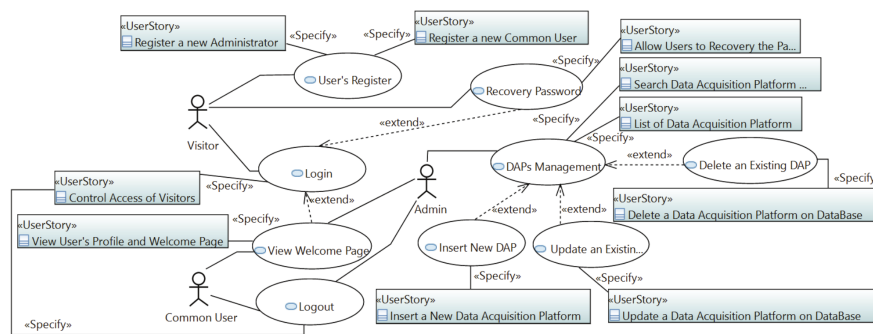 «UserStory»
Register a new Administrator
«Specify»
«Specify»
«UserStory»
Register a new Common User
«UserStory»
Allow Users to Recovery the Pa...
«Specify»
User's Register
Recovery Password
«UserStory»
Search Data Acquisition Platform ...
«Specify»
«UserStory»
List of Data Acquisition Platform
«Specify»
Visitor
«extend»
Login
DAPs Management
«extend»
Delete an Existing DAP
«UserStory»
Control Access of Visitors
«Specify»
«extend»
Admin
«Specify»
«UserStory»
Delete a Data Acquisition Platform on DataBase
«UserStory»
View User's Profile and Welcome Page
«Specify»
View Welcome Page
«extend»
«extend»
Insert New DAP
Update an Existin...
Common User
Logout
«Specify»
«Specify»
«Specify»
«UserStory»
Insert a New Data Acquisition Platform
«UserStory»
Update a Data Acquisition Platform on DataBase